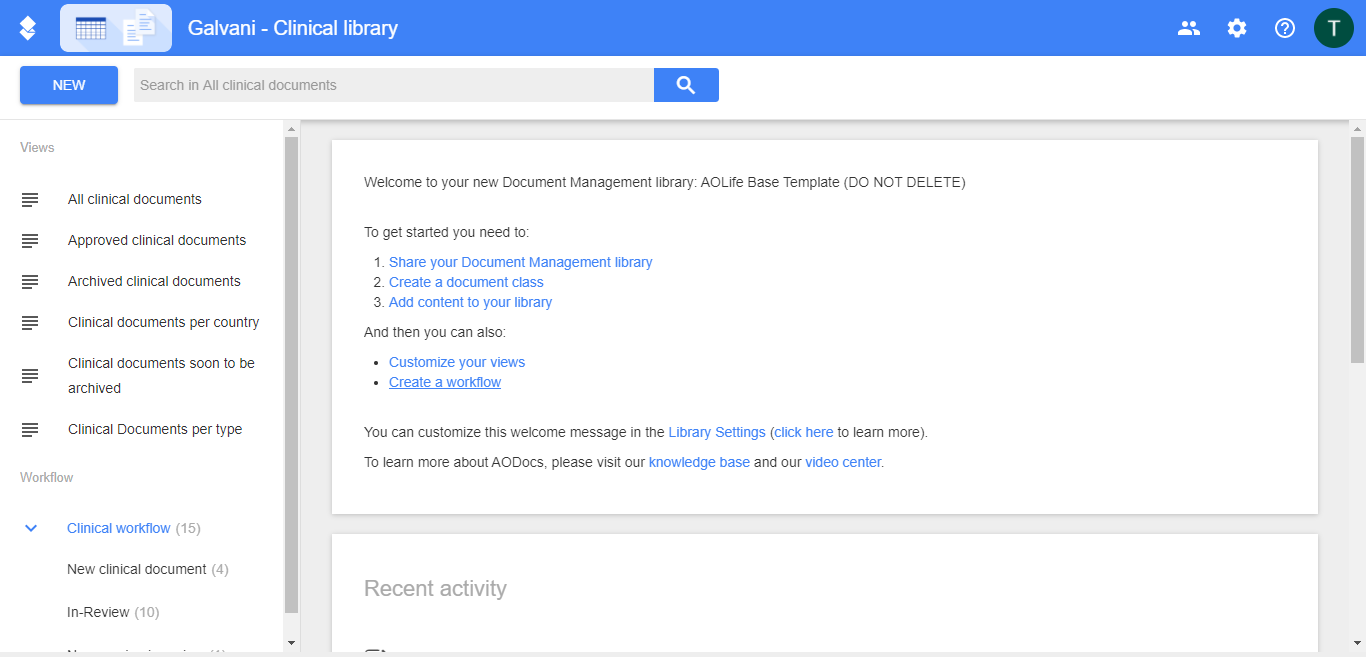 Galvani - Clinical library
T
NEW
Search in All clinical documents
Views
All clinical documents
Approved clinical documents
Archived clinical documents
Clinical documents per country
Clinical documents soon to be
archived
Clinical Documents per type
Workflow
Clinical workflow (15)
New clinical document (4)
In-Review (10)
Welcome to your new Document Management library: AOLife Base Template (DO NOT DELETE)
To get started you need to:
1. Share your Document Management library
2. Create a document class
3. Add content to your library
And then you can also:
• Customize your views
• Create a workflow
You can customize this welcome message in the Library Settings (click here to learn more).
To learn more about AODocs, please visit our knowledge base and our video center.
Recent activity